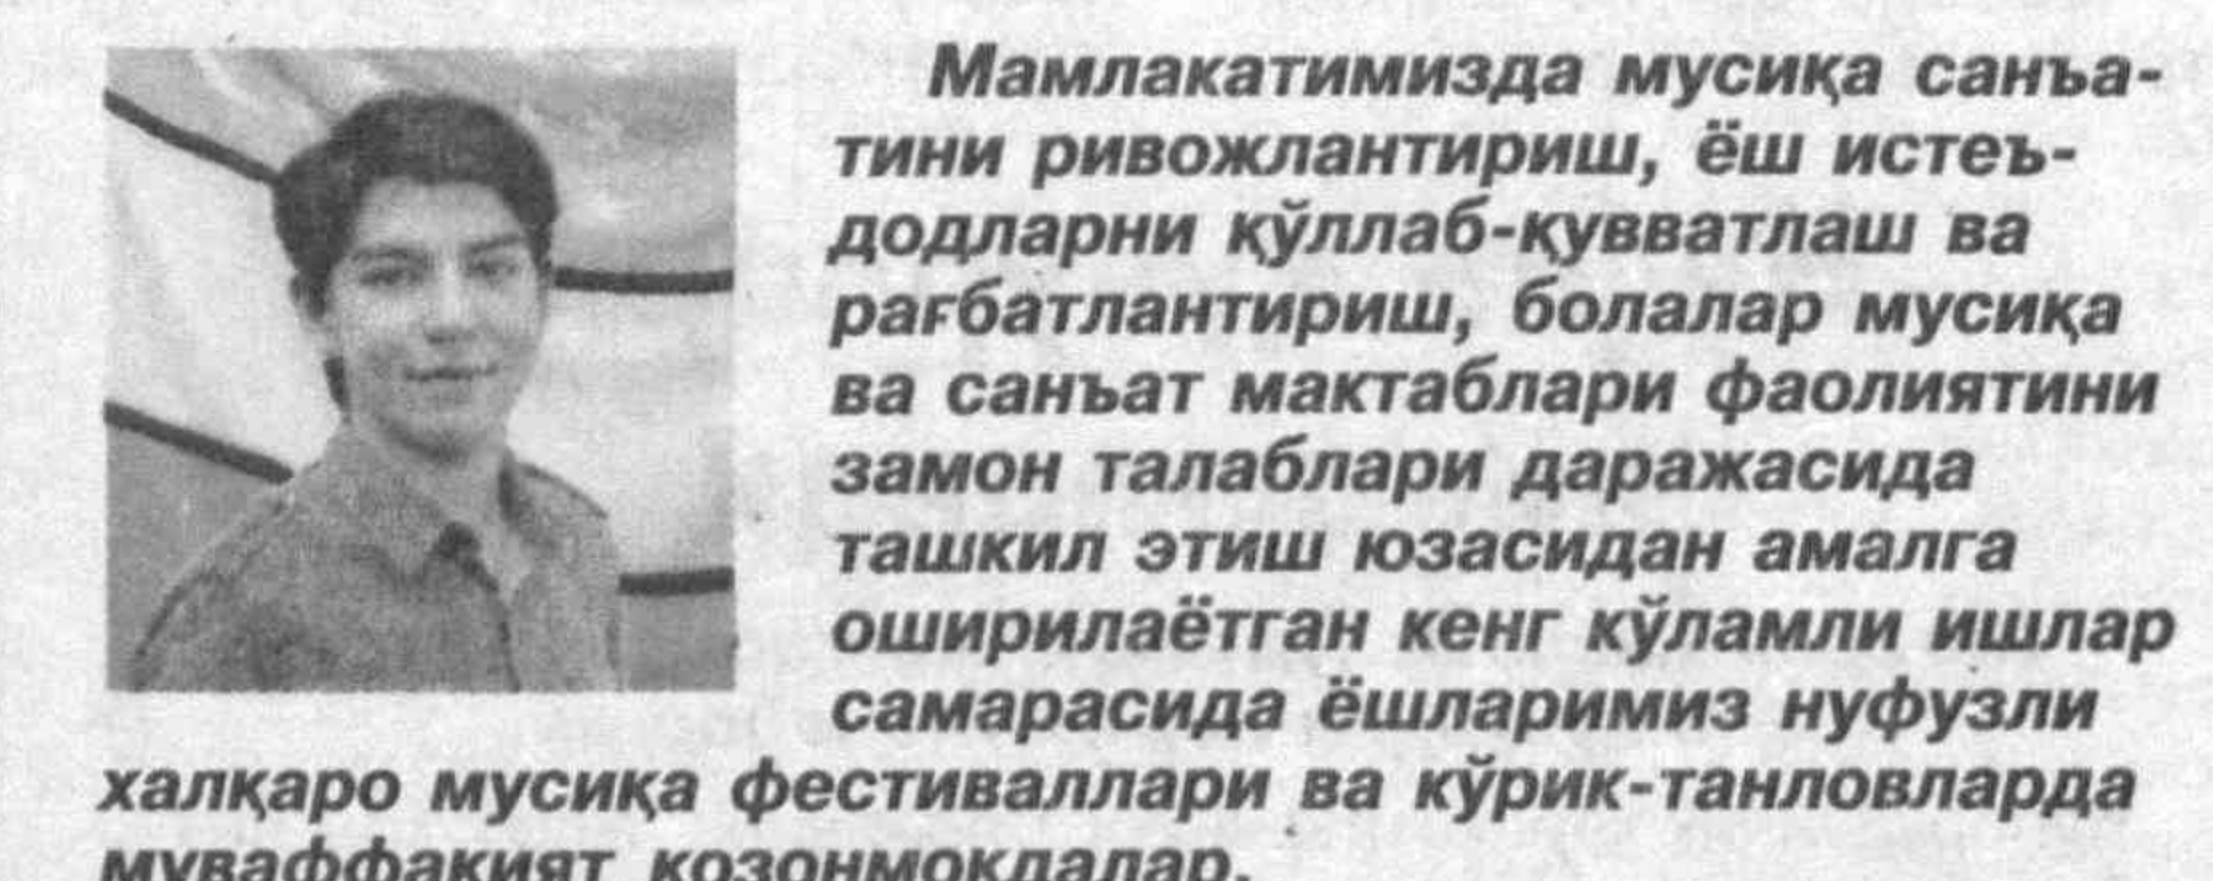 Мамлакатимизда мусиқа санъа-
тини ривожлантириш, ёш истеъ-
додларни қўллаб-қувватлаш ва
рағбатлантириш, болалар мусиқа
ва санъат мактаблари фаолиятини
замон талаблари даражасида
ташкил этиш юзасидан амалга
оширилаётган кенг кўламли ишлар
самарасида ёшларимиз нуфузли
халқаро мусиқа фестиваллари ва кўрик-танловларда
муваффақият қозонмоқдалар.